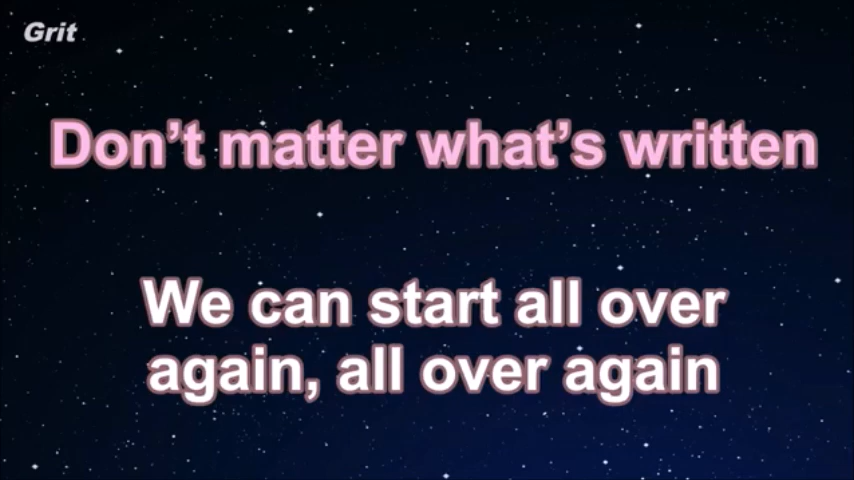 Grit
Don’t matter what’s written
We can start all over
again, all over again